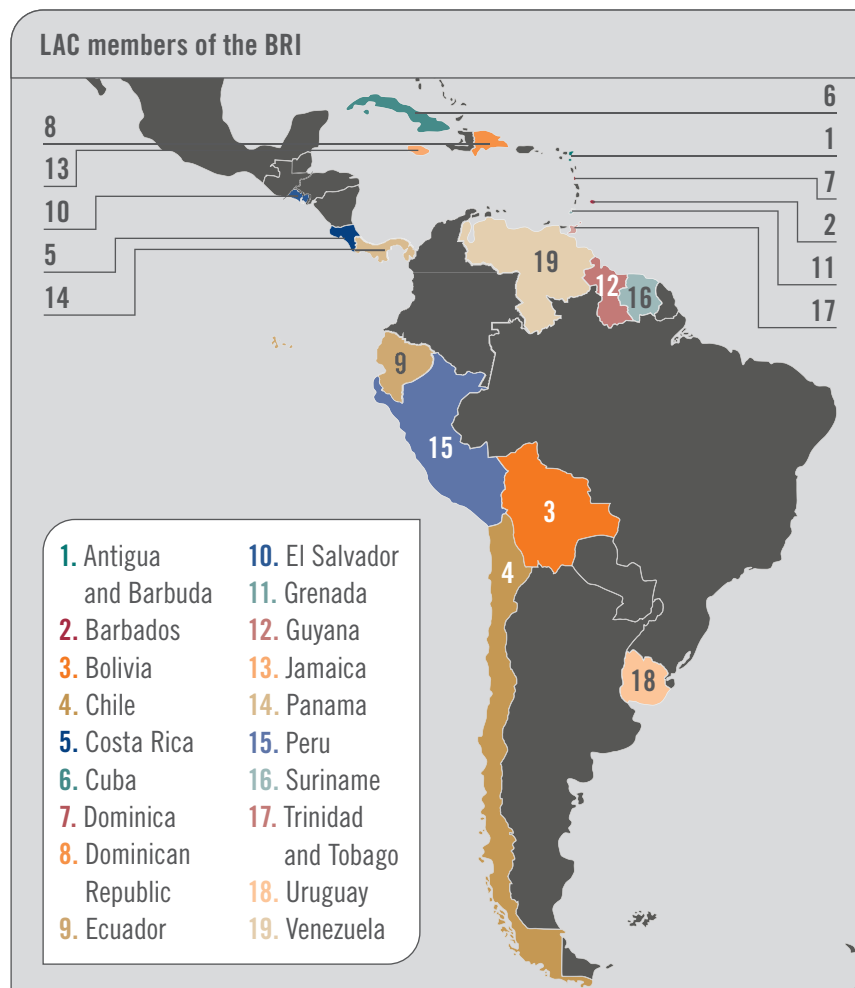 LAC members of the BRI
6
8
1
13
7
10
2
5
11
14
17
19
12
16
9
15
3
4
18
1. Antigua
and Barbuda
2. Barbados
3. Bolivia
4. Chile
5. Costa Rica
6. Cuba
7. Dominica
8. Dominican
Republic
9. Ecuador
10. El Salvador
11. Grenada
12. Guyana
13. Jamaica
14. Panama
15. Peru
16. Suriname
17. Trinidad
and Tobago
18. Uruguay
19. Venezuela